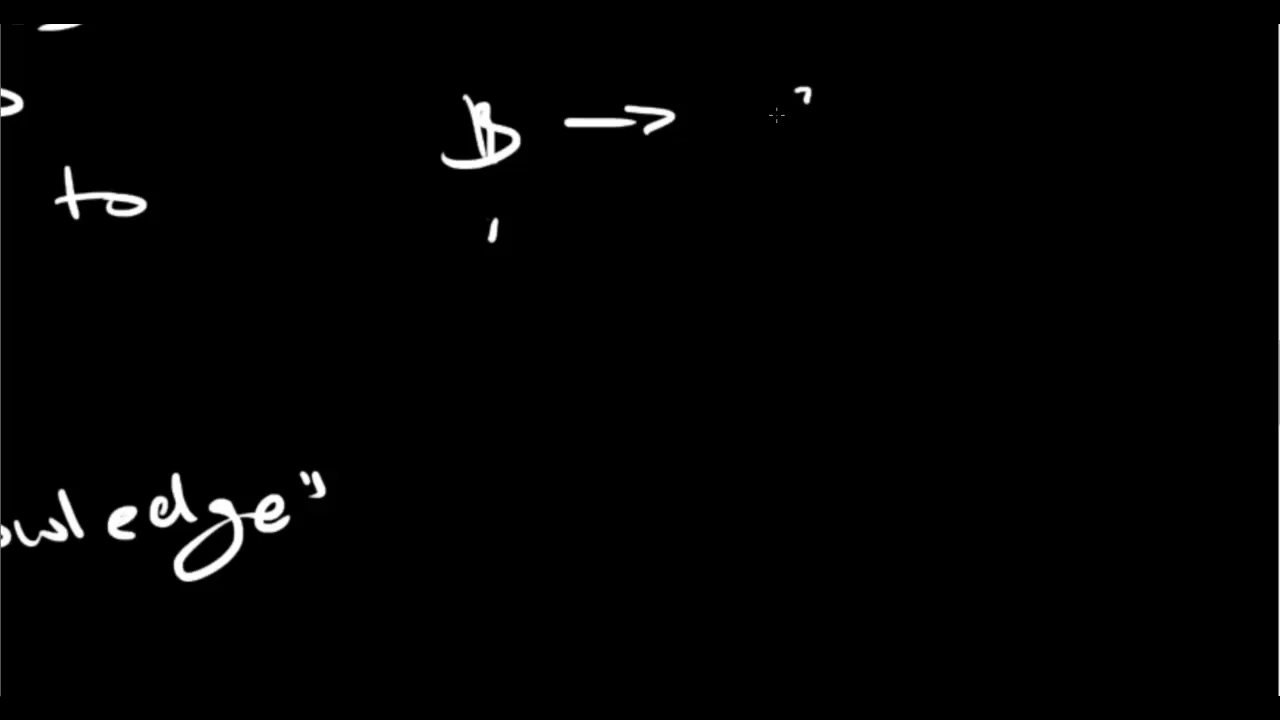 B →
to
owledge"